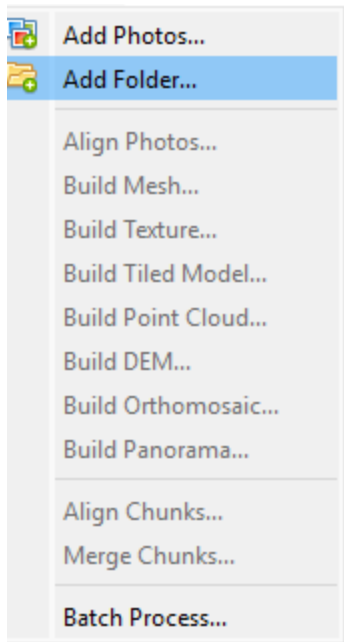 Add Photos...
Add Folder...
Align Photos...
Build Mesh...
Build Texture...
Build Tiled Model...
Build Point Cloud...
Build DEM...
Build Orthomosaic...
Build Panorama...
Align Chunks...
Merge Chunks...
Batch Process...